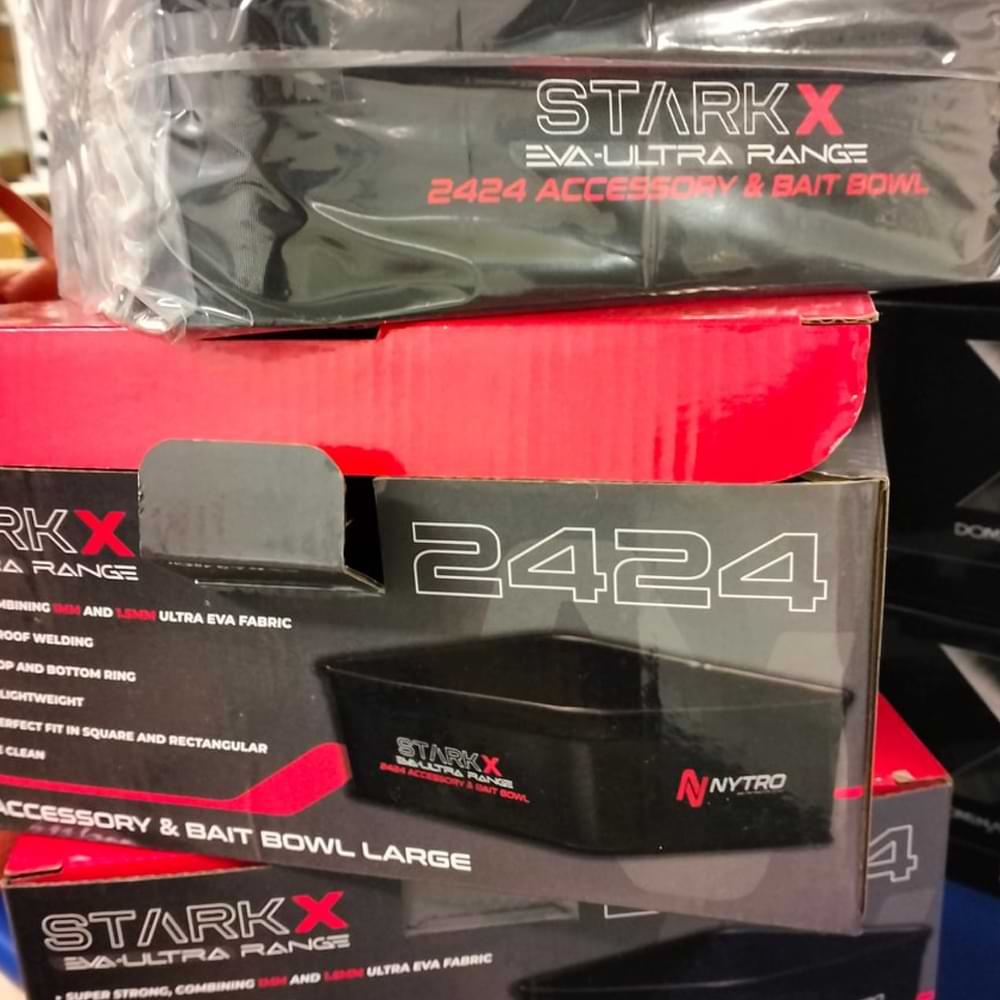 STARKX
EVA-ULTRA RANGE
2424 ACCESSORY & BAIT BOWL
RKX
A RANGE
2424
MBINING 1MM AND 1.5MM ULTRA EVA FABRIC
ROOF WELDING
OP AND BOTTOM RING
LIGHTWEIGHT
ERFECT FIT IN SQUARE AND RECTANGULAR
E CLEAN
STARKX
EVA-ULTRA RANGE
2424 ACCESSORY & BAIT BOWL
NYTRO
ACCESSORY & BAIT BOWL LARGE
4
DOM
STARKX
EVA-ULTRA RANGE
• SUPER STRONG, COMBINING 1MM AND 1.5MM ULTRA EVA FABRIC